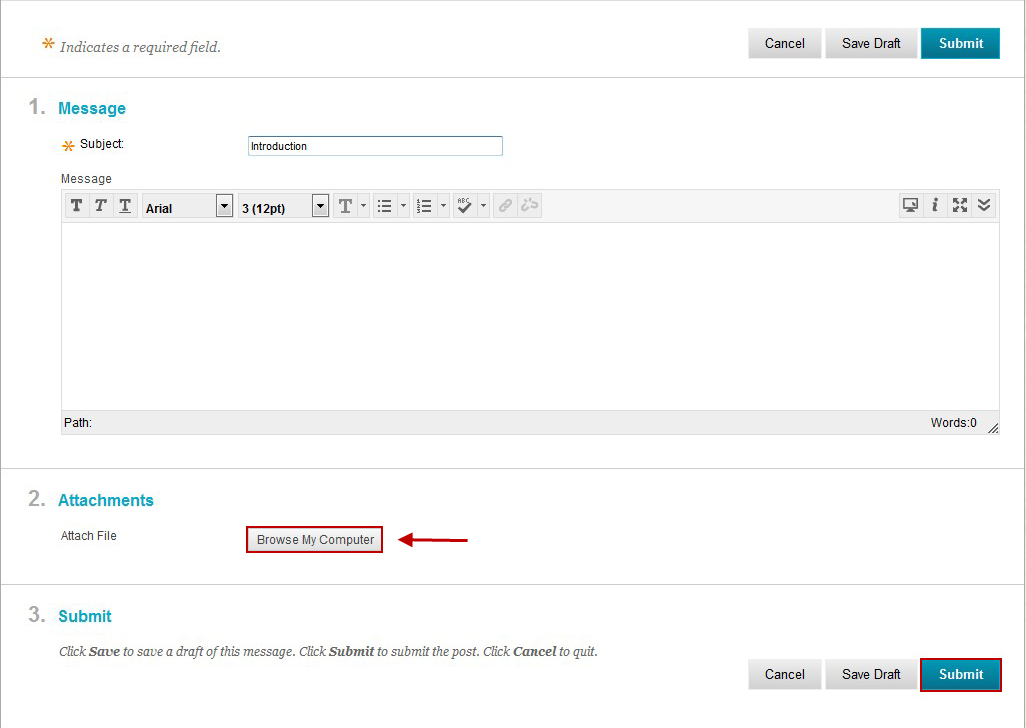 Indicates a required field.
Cancel Save Draft Submit
1. Message
Subject: Introduction
Message
T T T Arial 3 (12pt) T ABC i
Path: Words:0
2. Attachments
Attach File Browse My Computer
3. Submit
Click Save to save a draft of this message. Click Submit to submit the post. Click Cancel to quit.
Cancel Save Draft Submit